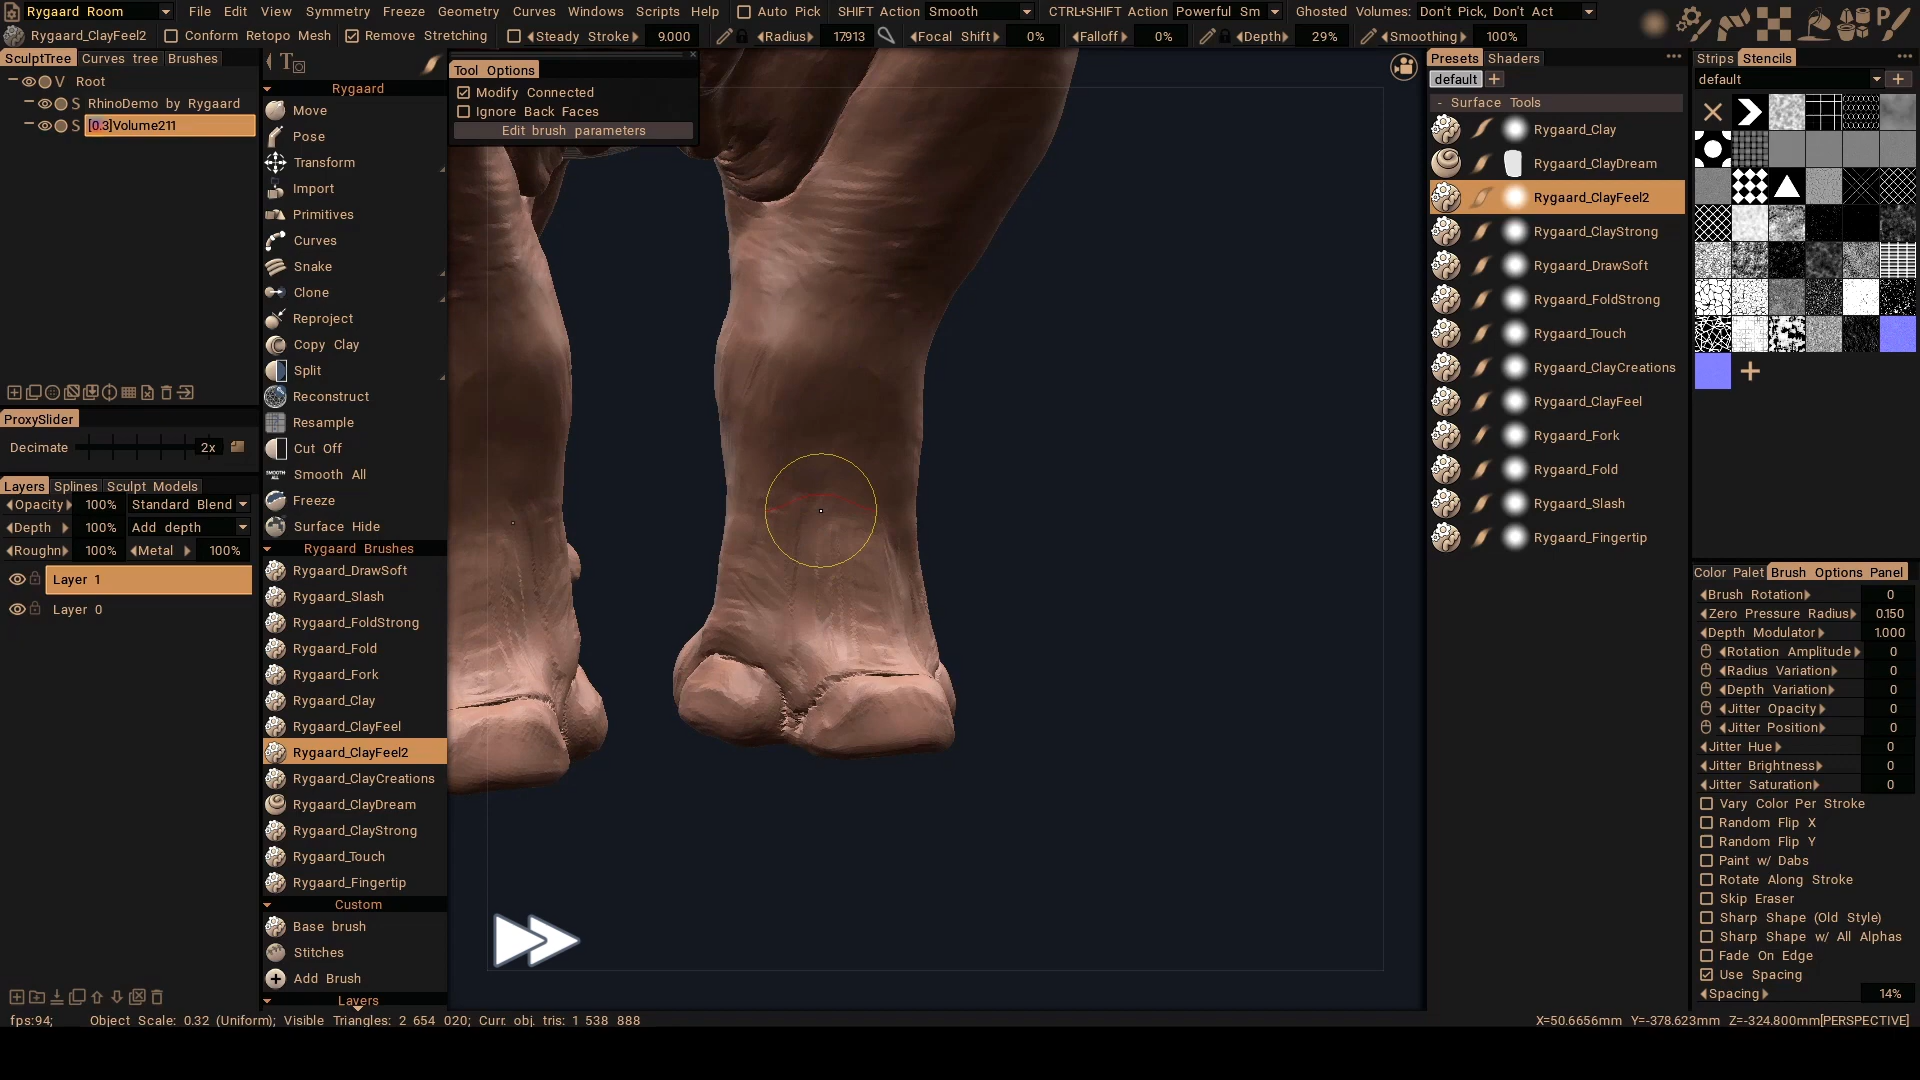 Rygaard Room File Edit View Symmetry Freeze Geometry Curves Windows Scripts Help Auto Pick SHIFT Action Smooth CTRL+SHIFT Action Powerful Sm Ghosted Volumes: Don't Pick, Don't Act
Rygaard_ClayFeel2 Conform Retopo Mesh Remove Stretching Steady Stroke 9.000 Radius 17.913 Focal Shift 0% Falloff 0% Depth 29% Smoothing 100%
SculptTree Curves tree Brushes
V Root
S RhinoDemo by Rygaard
S [0.3]Volume211
ProxySlider
Decimate 2x
Layers Splines Sculpt Models
Opacity 100% Standard Blend
Depth 100% Add depth
Roughn 100% Metal 100%
Layer 1
Layer 0
Rygaard
Move
Pose
Transform
Import
Primitives
Curves
Snake
Clone
Reproject
Copy Clay
Split
Reconstruct
Resample
Cut Off
SMOOTH ALL
Smooth All
Freeze
Surface Hide
Rygaard Brushes
Rygaard_DrawSoft
Rygaard_Slash
Rygaard_FoldStrong
Rygaard_Fold
Rygaard_Fork
Rygaard_Clay
Rygaard_ClayFeel
Rygaard_ClayFeel2
Rygaard_ClayCreations
Rygaard_ClayDream
Rygaard_ClayStrong
Rygaard_Touch
Rygaard_Fingertip
Custom
Base brush
Stitches
Add Brush
Layers
Tool Options
Modify Connected
Ignore Back Faces
Edit brush parameters
Presets Shaders
default
- Surface Tools
Rygaard_Clay
Rygaard_ClayDream
Rygaard_ClayFeel2
Rygaard_ClayStrong
Rygaard_DrawSoft
Rygaard_FoldStrong
Rygaard_Touch
Rygaard_ClayCreations
Rygaard_ClayFeel
Rygaard_Fork
Rygaard_Fold
Rygaard_Slash
Rygaard_Fingertip
Strips Stencils
default
Color Palet Brush Options Panel
Brush Rotation 0
Zero Pressure Radius 0.150
Depth Modulator 1.000
Rotation Amplitude 0
Radius Variation 0
Depth Variation 0
Jitter Opacity 0
Jitter Position 0
Jitter Hue 0
Jitter Brightness 0
Jitter Saturation 0
Vary Color Per Stroke
Random Flip X
Random Flip Y
Paint w/ Dabs
Rotate Along Stroke
Skip Eraser
Sharp Shape (Old Style)
Sharp Shape w/ All Alphas
Fade On Edge
Use Spacing
Spacing 14%
fps:94; Object Scale: 0.32 (Uniform); Visible Triangles: 2 654 020; Curr. obj. tris: 1 538 888 X=50.6656mm Y=-378.623mm Z=-324.800mm[PERSPECTIVE]